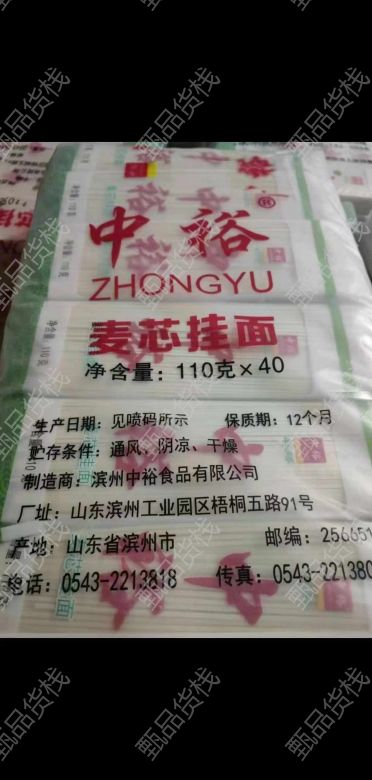 中裕®
ZHONGYU
麦芯挂面
净含量：110克×40
生产日期：见喷码所示 保质期：12个月
贮存条件：通风、阴凉、干燥
制造商：滨州中裕食品有限公司
厂址：山东滨州工业园区梧桐五路91号
产地：山东省滨州市 邮编：256651
电话：0543-2213818 传真：0543-221380
甄品货栈